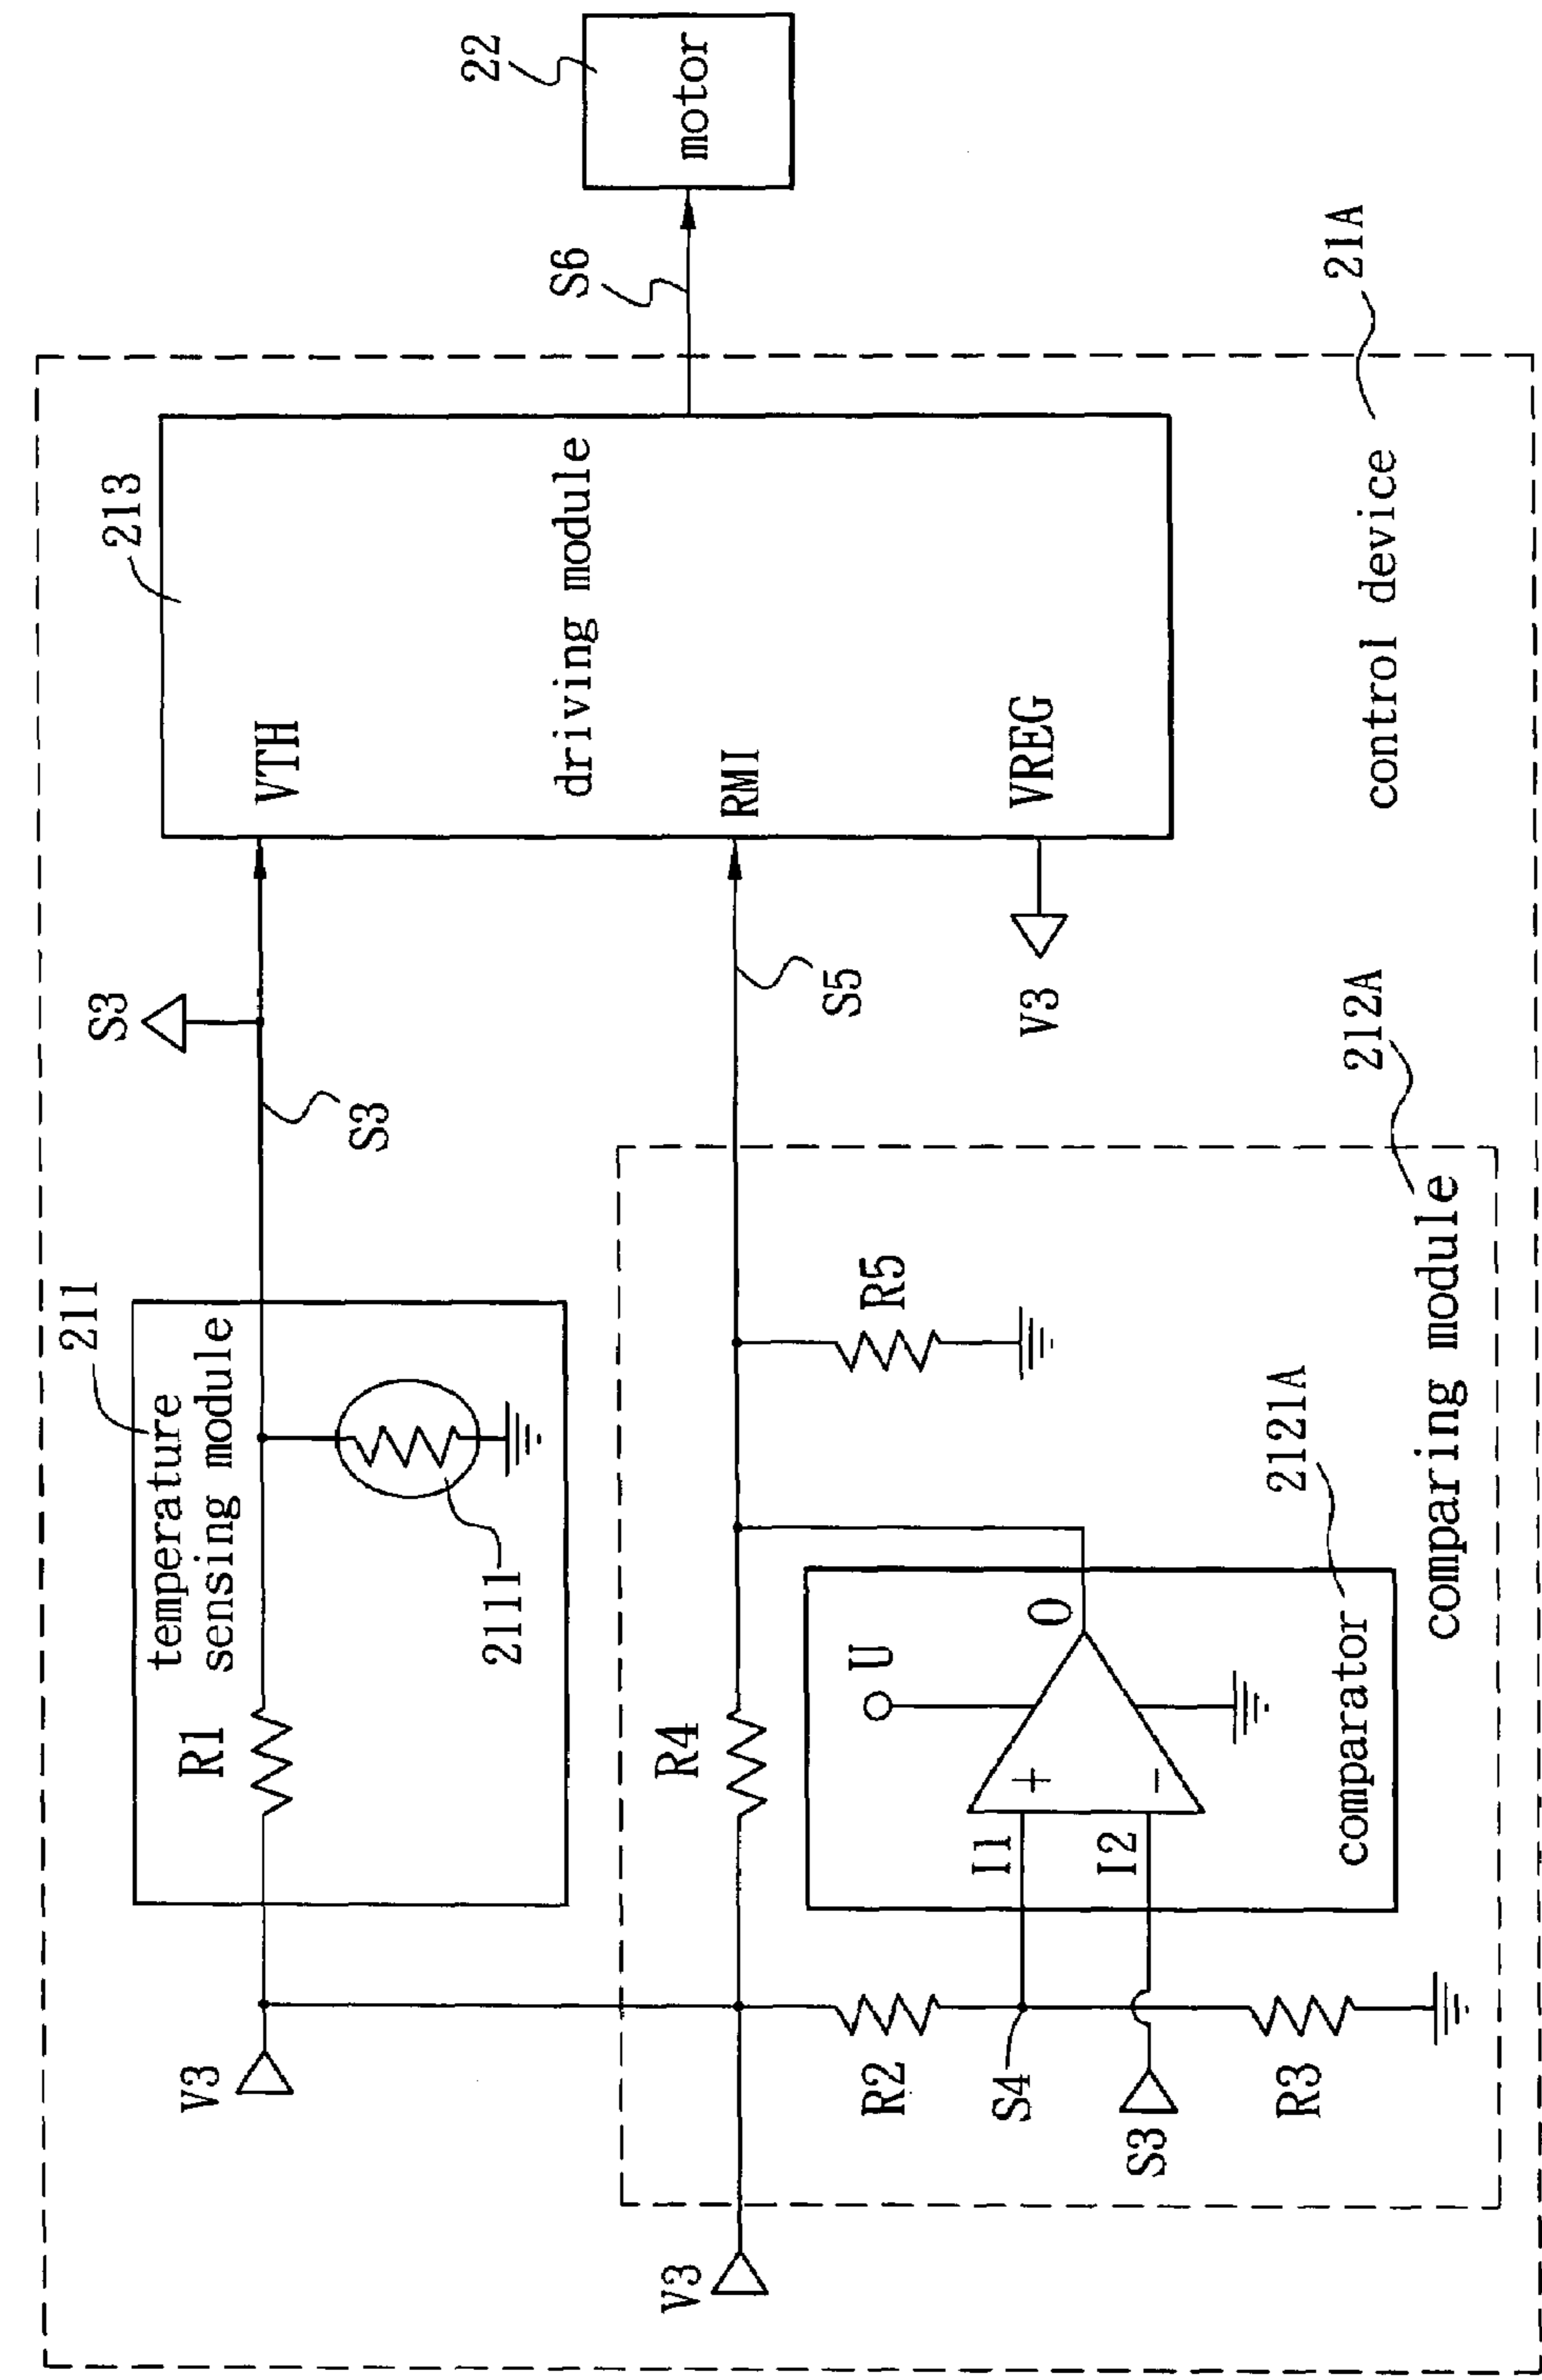 22
motor
S6
21A
control device
213
driving module
VTH
RMI
VREG
S3
S3
S5
V3
212A
comparing module
211
temperature
sensing module
R1
2111
V3
R4
R5
2121A
comparator
U
O
+
-
I1
I2
R2
S4
S3
R3
V3